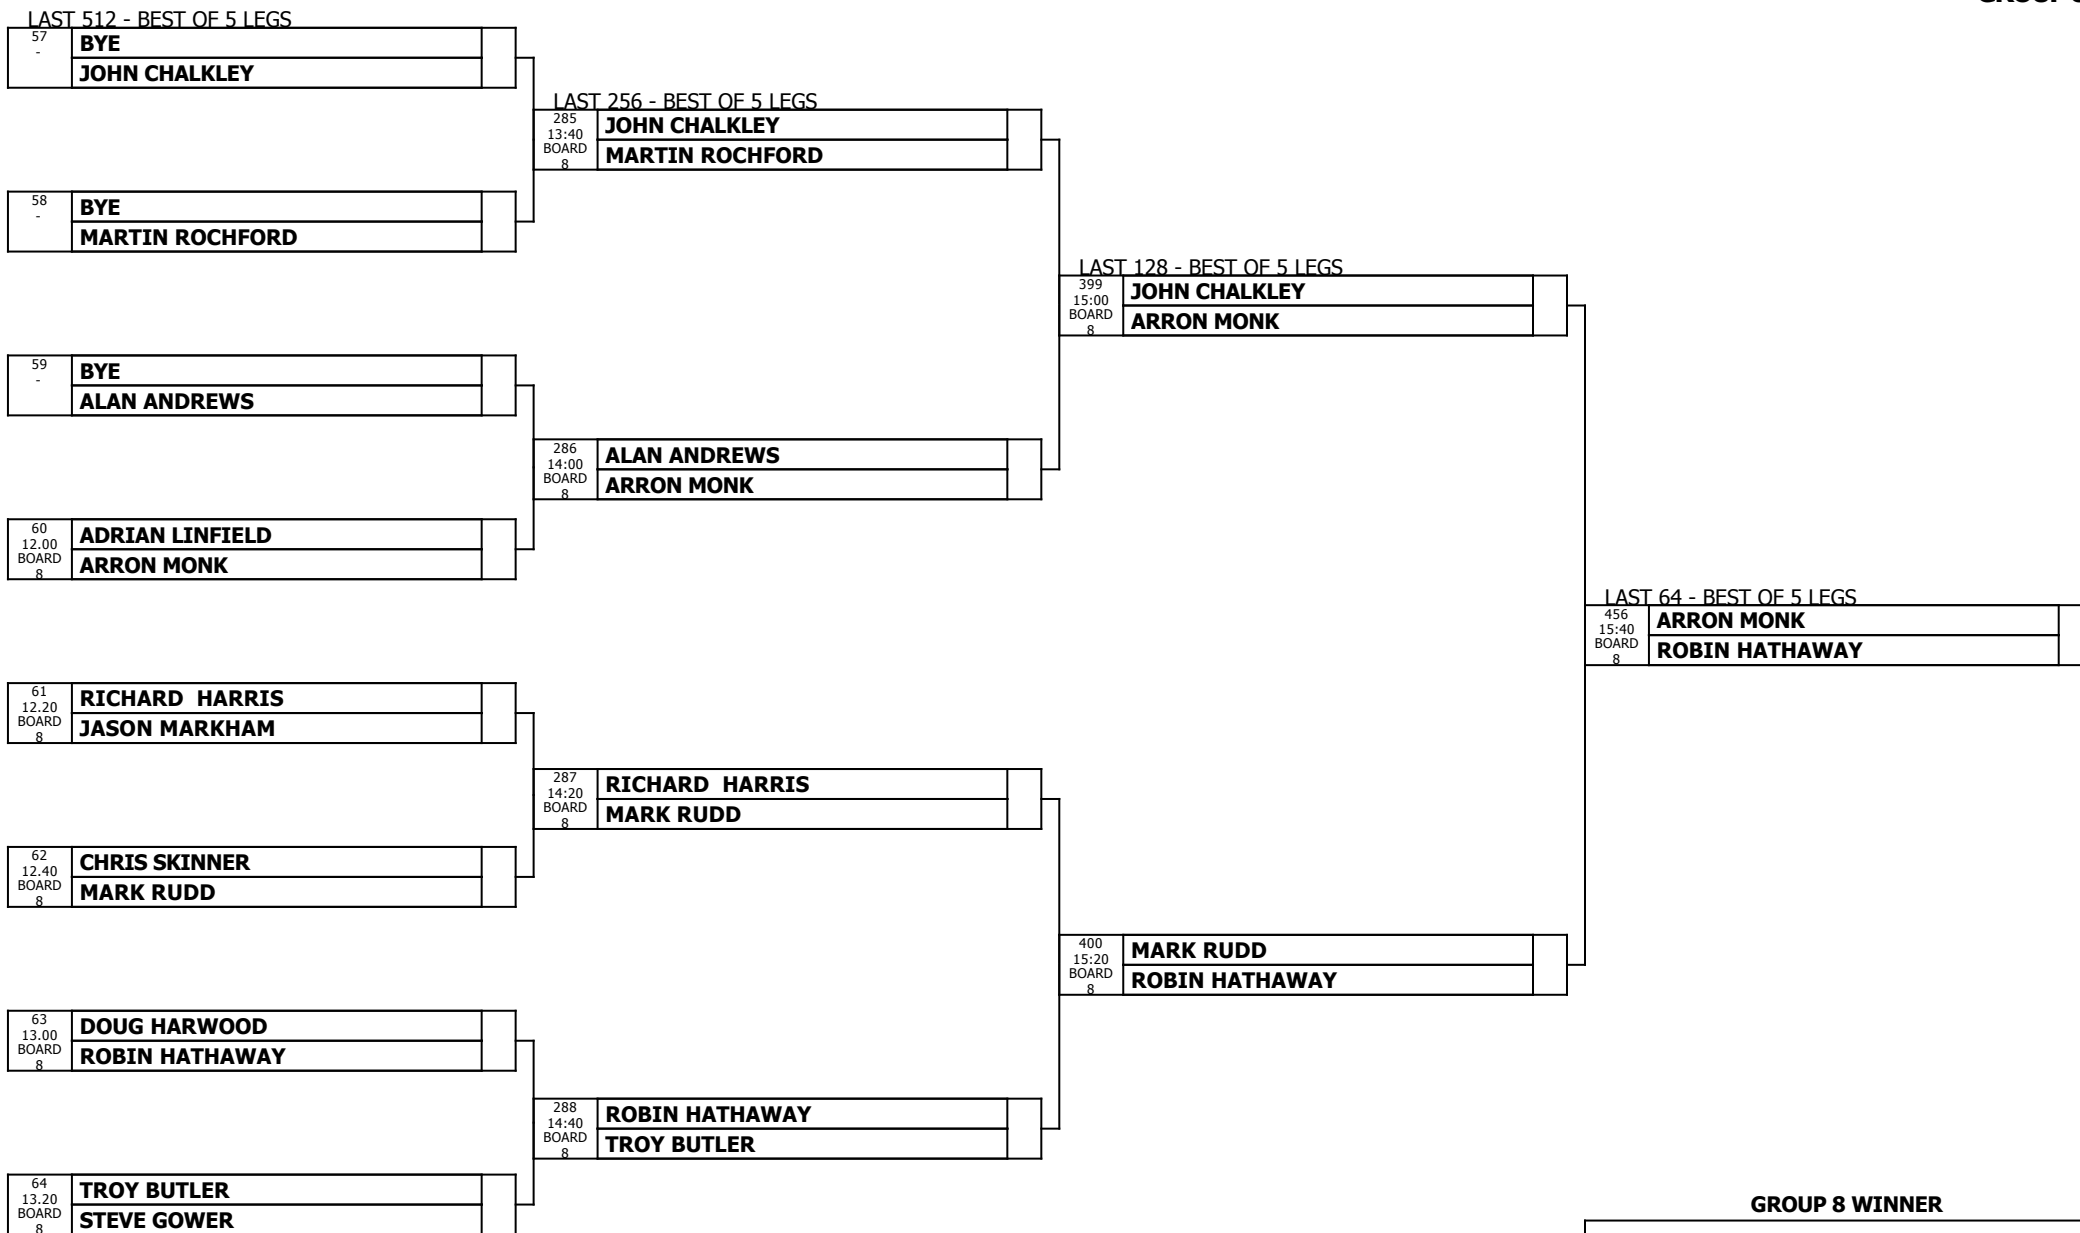 LAST 512 - BEST OF 5 LEGS
57
-
BYE
JOHN CHALKLEY
58
-
BYE
MARTIN ROCHFORD
59
-
BYE
ALAN ANDREWS
60
12.00
BOARD
8
ADRIAN LINFIELD
ARRON MONK
61
12.20
BOARD
8
RICHARD  HARRIS
JASON MARKHAM
62
12.40
BOARD
8
CHRIS SKINNER
MARK RUDD
63
13.00
BOARD
8
DOUG HARWOOD
ROBIN HATHAWAY
64
13.20
BOARD
8
TROY BUTLER
STEVE GOWER
LAST 256 - BEST OF 5 LEGS
285
13:40
BOARD
8
JOHN CHALKLEY
MARTIN ROCHFORD
286
14:00
BOARD
8
ALAN ANDREWS
ARRON MONK
287
14:20
BOARD
8
RICHARD  HARRIS
MARK RUDD
288
14:40
BOARD
8
ROBIN HATHAWAY
TROY BUTLER
LAST 128 - BEST OF 5 LEGS
399
15:00
BOARD
8
JOHN CHALKLEY
ARRON MONK
400
15:20
BOARD
8
MARK RUDD
ROBIN HATHAWAY
LAST 64 - BEST OF 5 LEGS
456
15:40
BOARD
8
ARRON MONK
ROBIN HATHAWAY
GROUP 8 WINNER